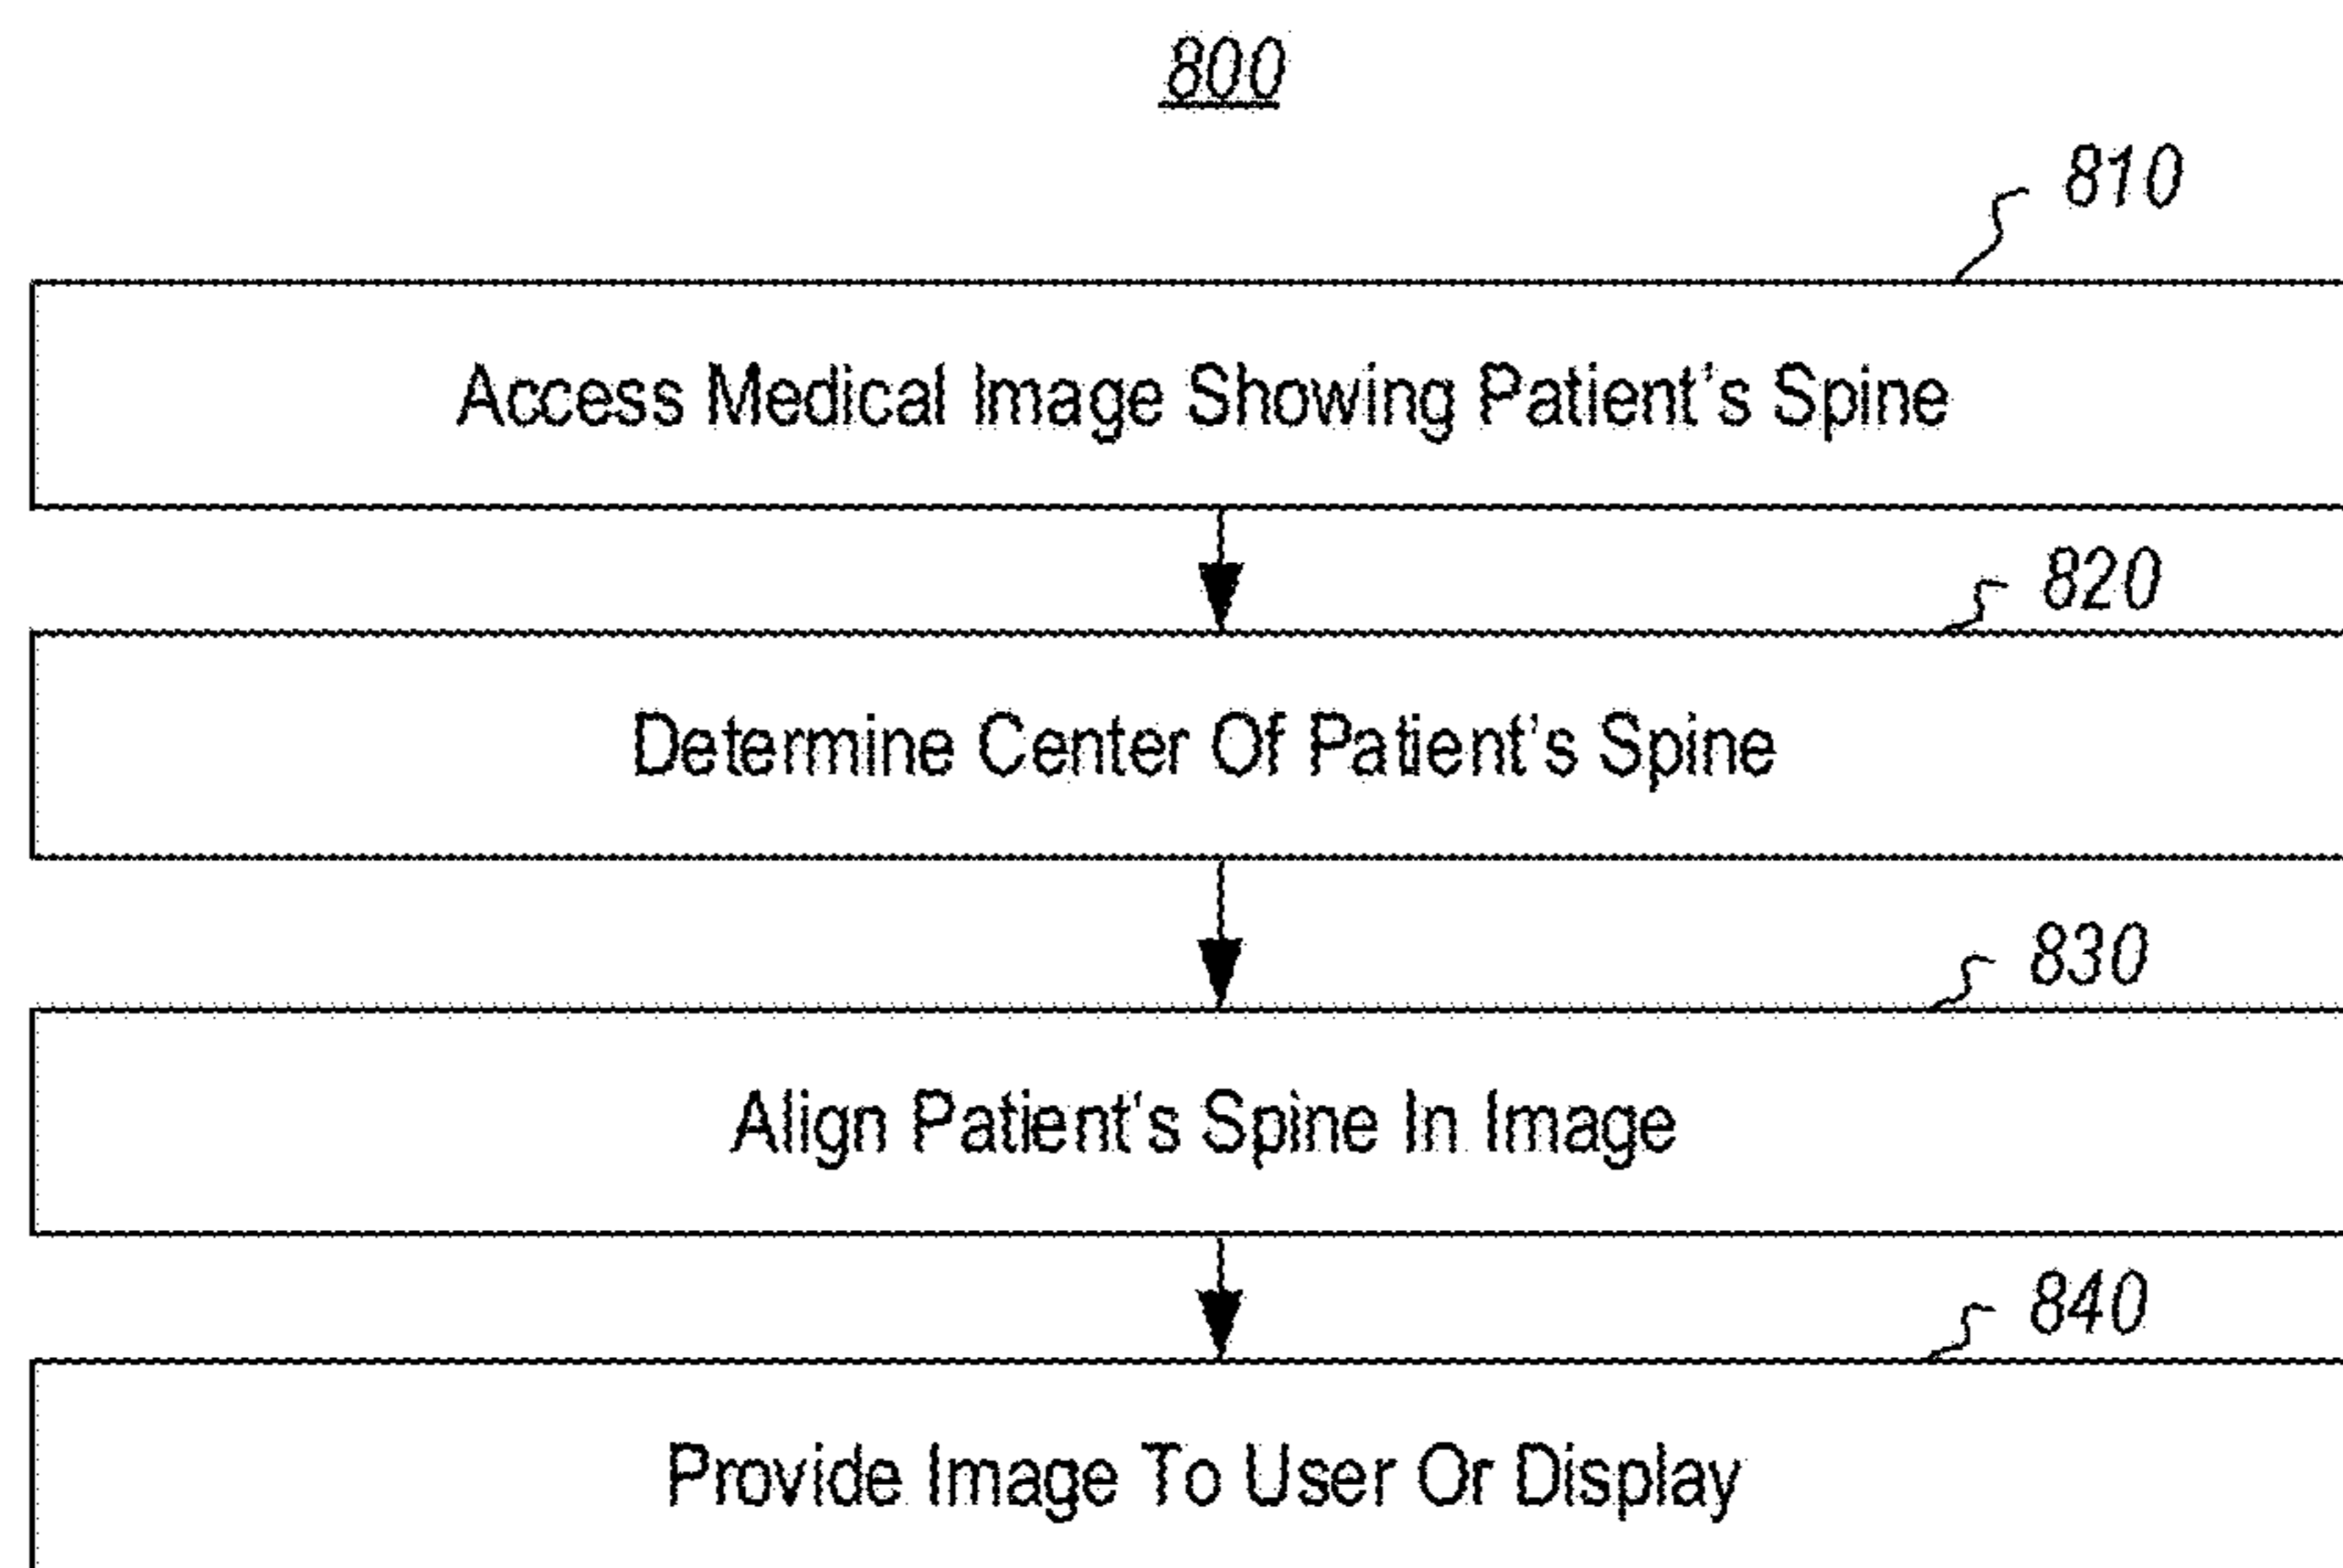 800
810
Access Medical Image Showing Patient's Spine
820
Determine Center Of Patient's Spine
830
Align Patient's Spine In Image
840
Provide Image To User Or Display